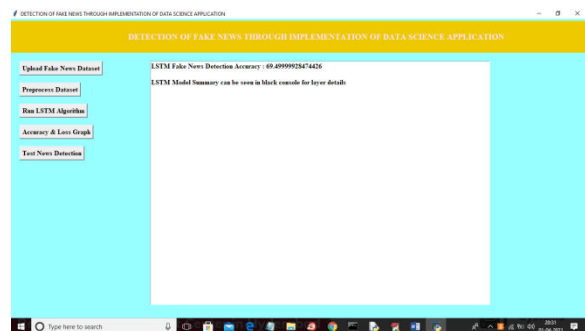 DETECTION OF FAKE NEWS THROUGH IMPLEMENTATION OF DATA SCIENCE APPLICATION
DETECTION OF FAKE NEWS THROUGH IMPLEMENTATION OF DATA SCIENCE APPLICATION
Upload Fake News Dataset
Preprocess Dataset
Run LSTM Algorithm
Accuracy & Loss Graph
Test News Detection
LSTM Fake News Detection Accuracy : 69.49999928474426
LSTM Model Summary can be seen in black console for layer details
Type here to search
20:31